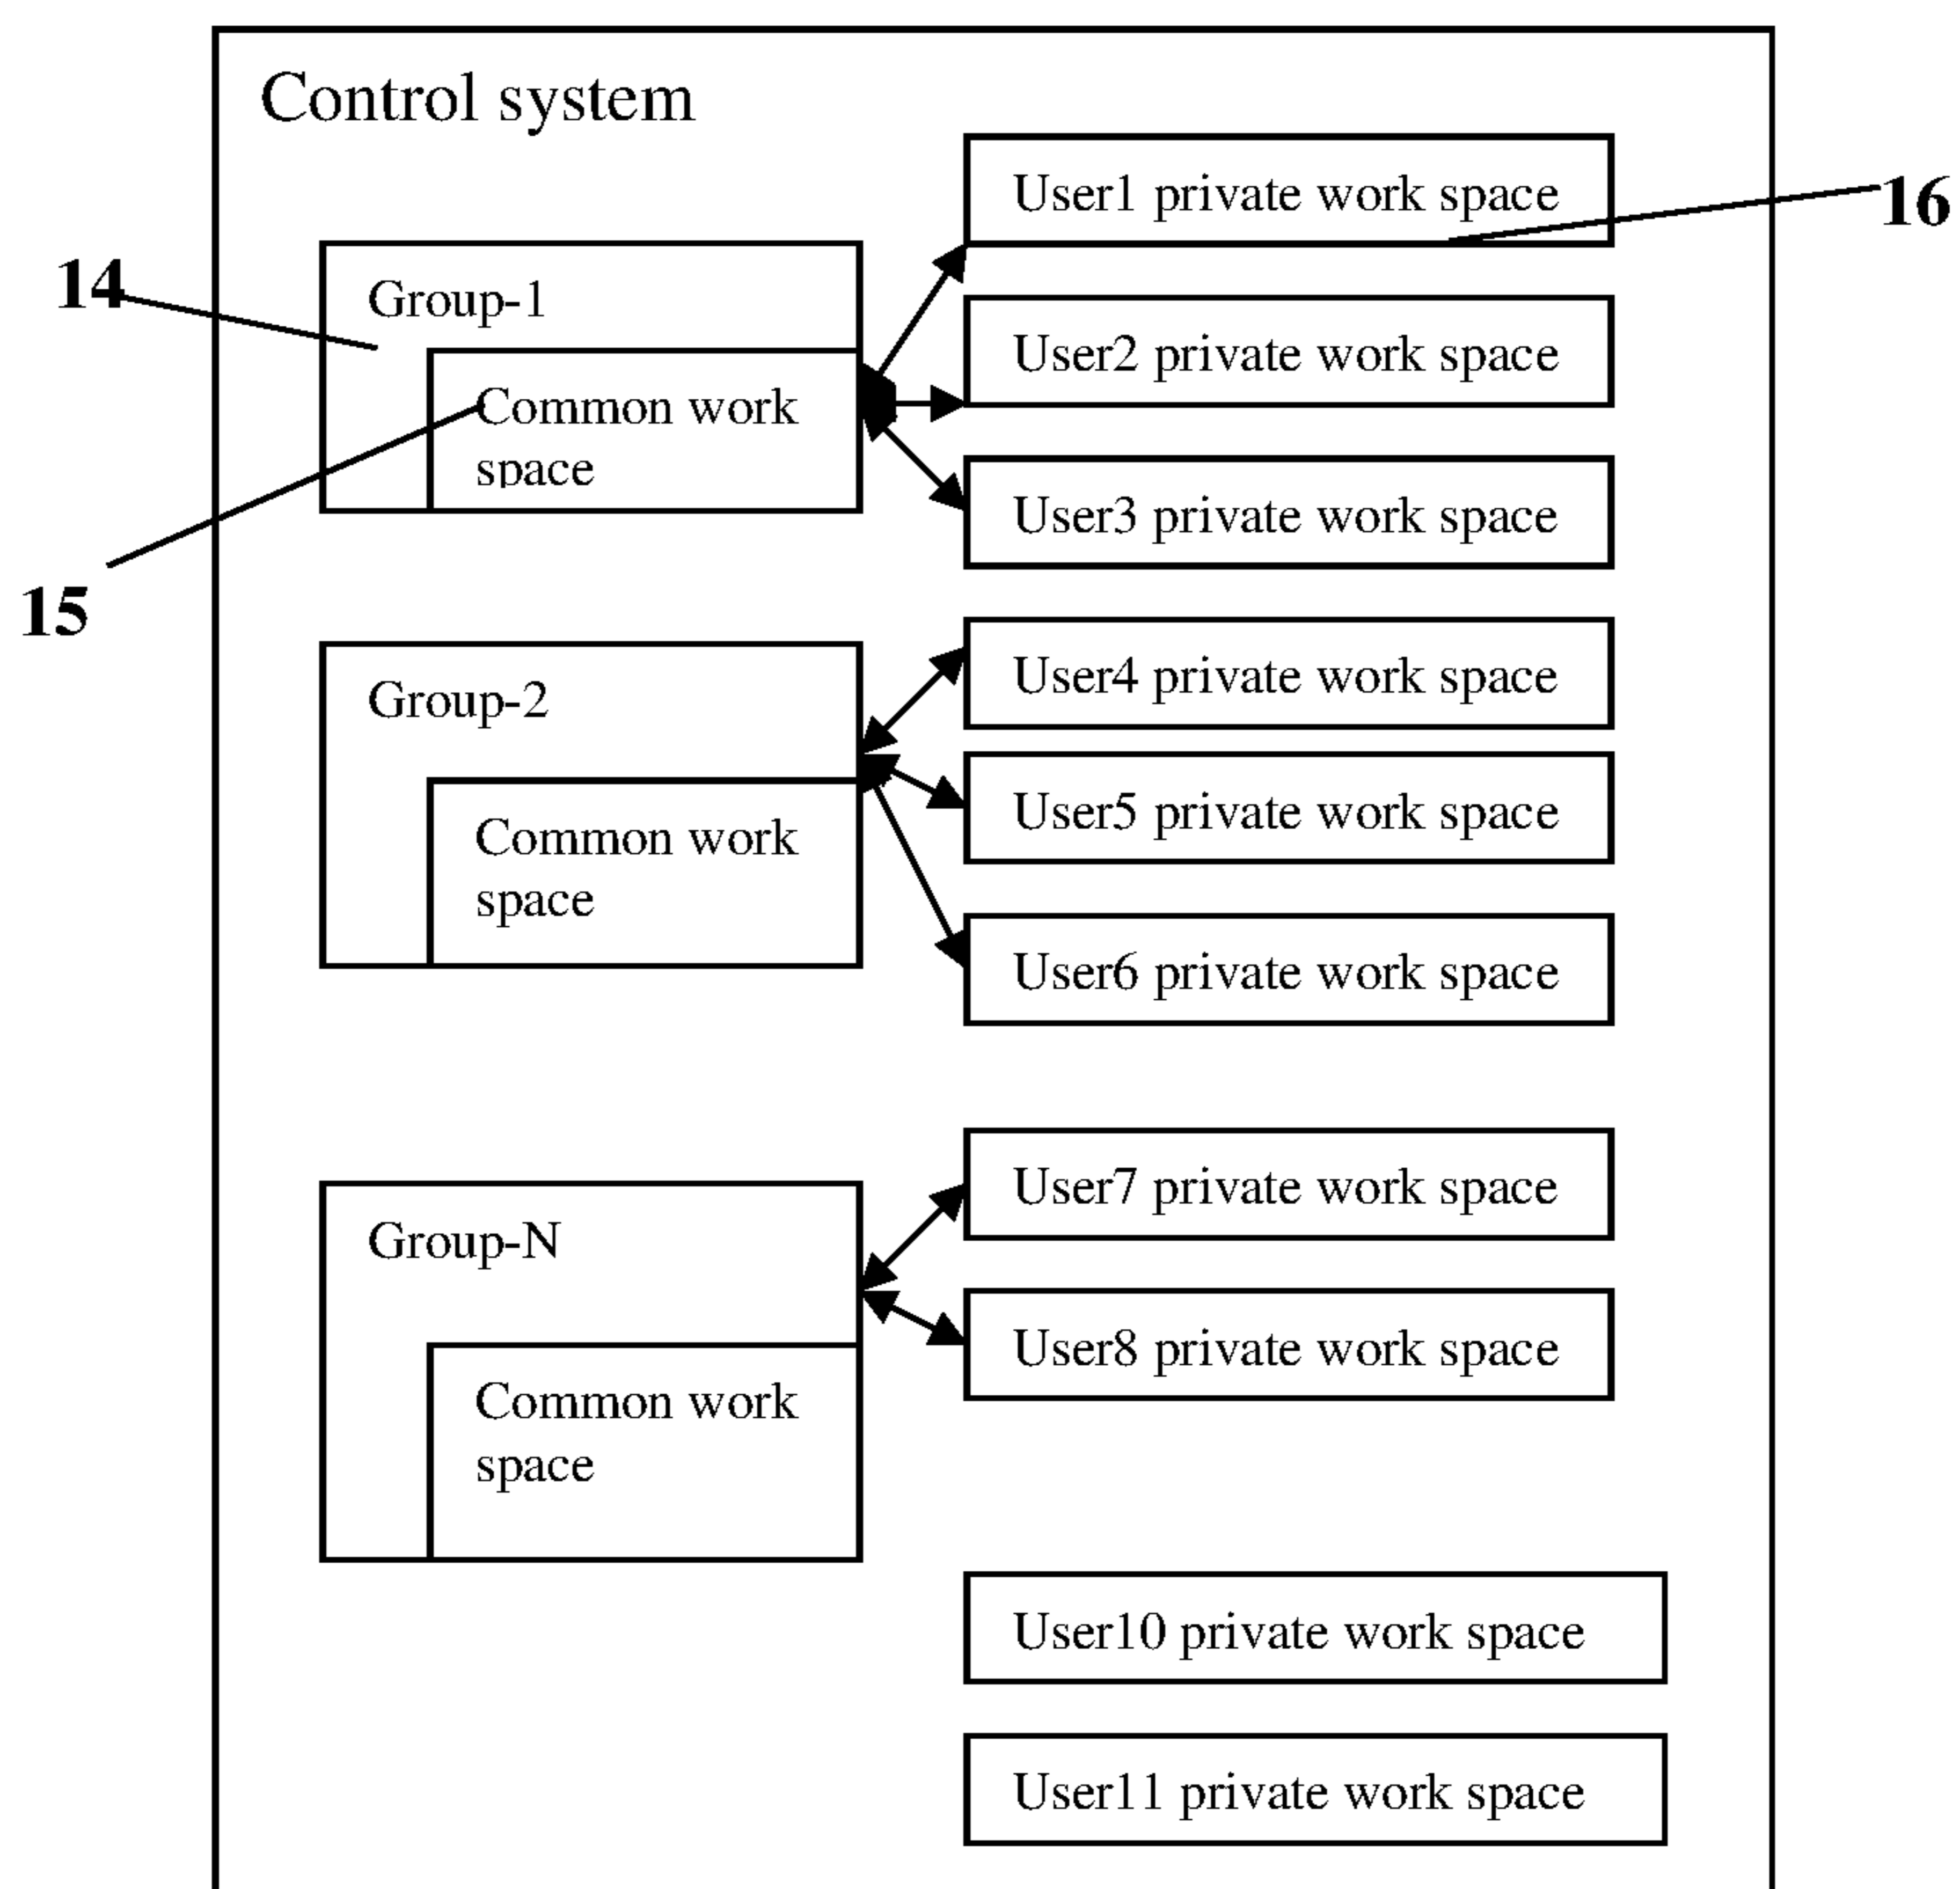 Control system
User1 private work space
16
14
Group-1
User2 private work space
Common work
space
User3 private work space
15
Group-2
User4 private work space
User5 private work space
Common work
space
User6 private work space
User7 private work space
Group-N
User8 private work space
Common work
space
User10 private work space
User11 private work space